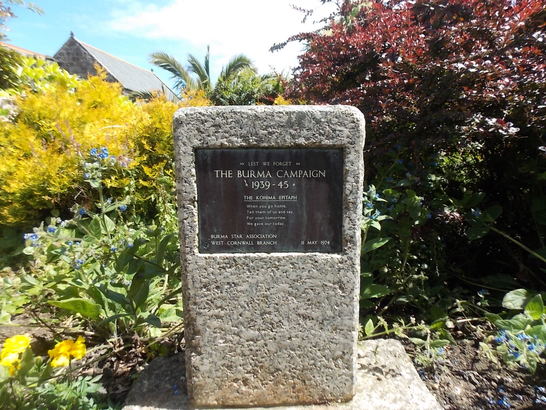 LEST WE FORGET
THE BURMA CAMPAIGN
1939-45
THE KOHIMA EPITAPH
When you go home
Tell them of us and say
For your tomorrow
We gave our today
BURMA STAR ASSOCIATION
WEST CORNWALL BRANCH 11 MAY 1974